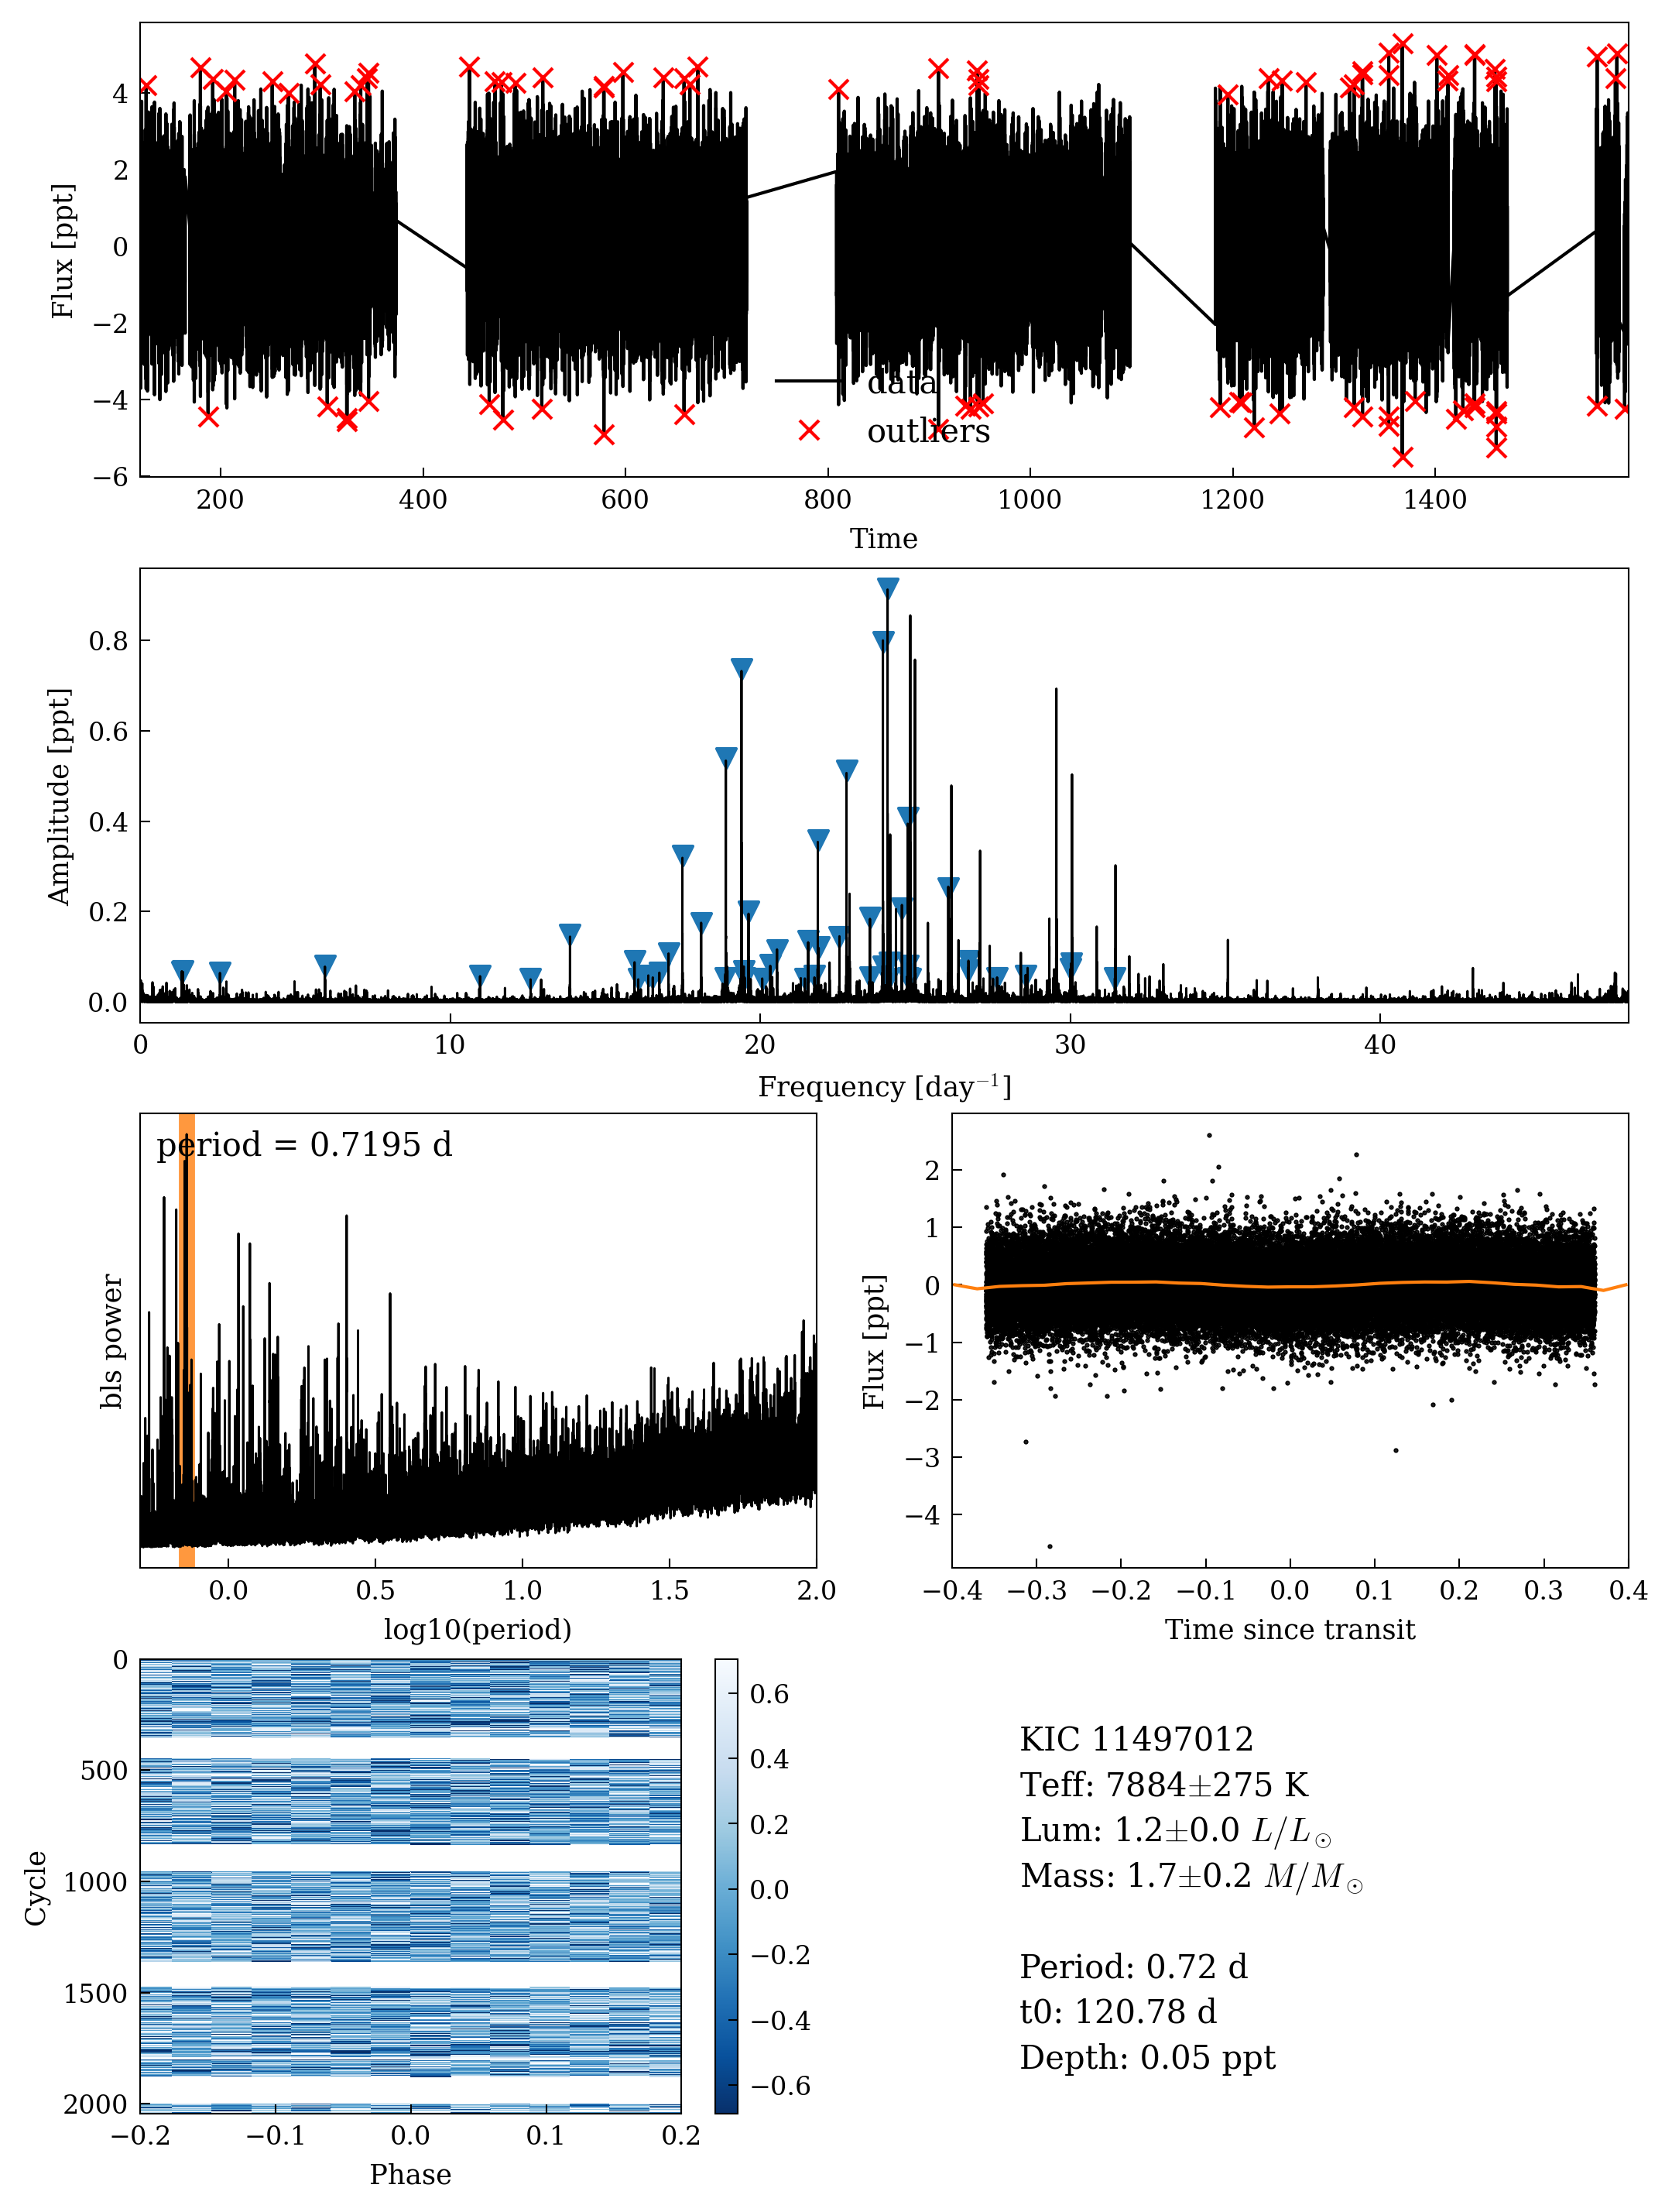 4
2
0
−2
−4
−6
Flux [ppt]
data
outliers
200 400 600 800 1000 1200 1400
Time
0.8
0.6
0.4
0.2
0.0
Amplitude [ppt]
0 10 20 30 40
Frequency [day⁻¹]
period = 0.7195 d
bls power
0.0 0.5 1.0 1.5 2.0
log10(period)
2
1
0
−1
−2
−3
−4
Flux [ppt]
−0.4 −0.3 −0.2 −0.1 0.0 0.1 0.2 0.3 0.4
Time since transit
0
500
1000
1500
2000
Cycle
−0.2 −0.1 0.0 0.1 0.2
Phase
0.6
0.4
0.2
0.0
−0.2
−0.4
−0.6
KIC 11497012
Teff: 7884±275 K
Lum: 1.2±0.0 L/L⊙
Mass: 1.7±0.2 M/M⊙
Period: 0.72 d
t0: 120.78 d
Depth: 0.05 ppt